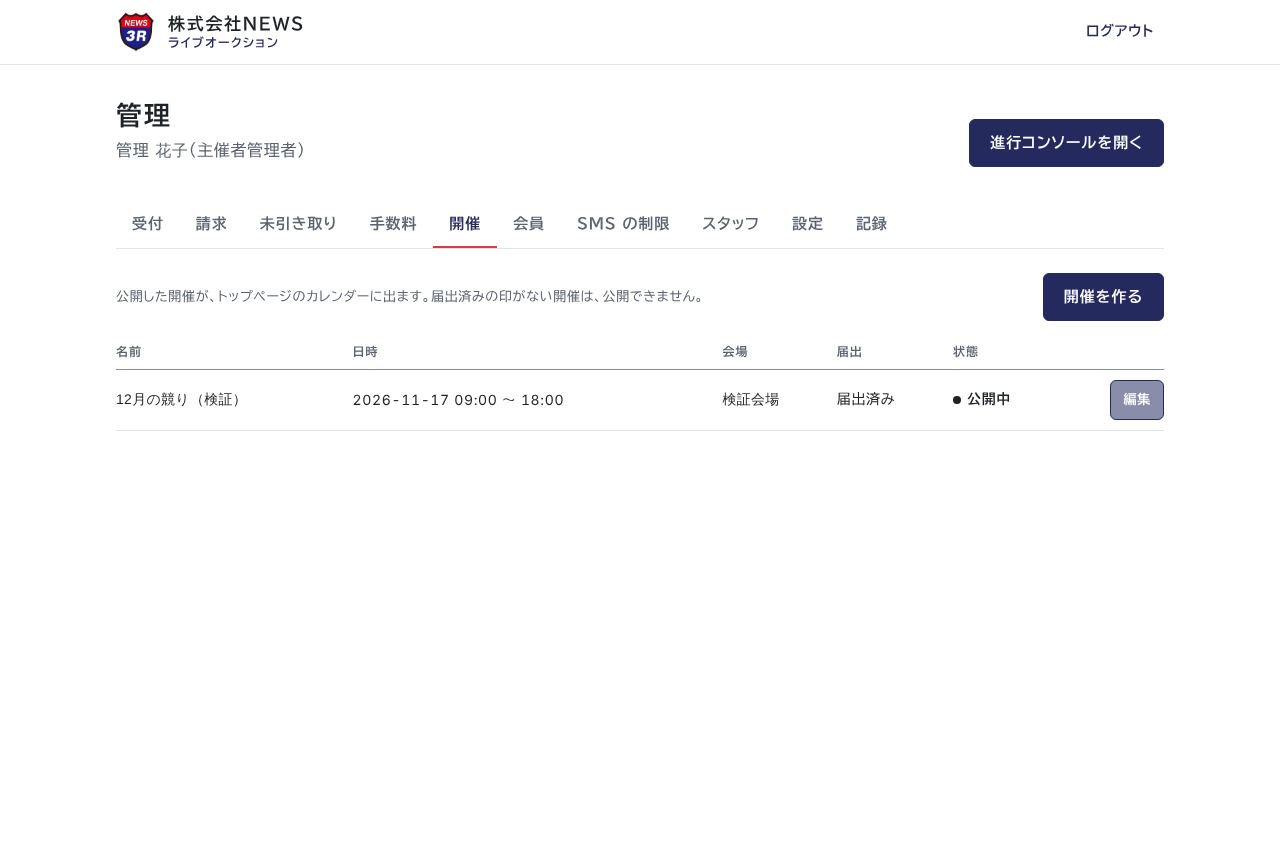 NEWS
3R
株式会社NEWS
ライブオークション
ログアウト
管理
管理 花子(主催者管理者)
進行コンソールを開く
受付 請求 未引き取り 手数料 開催 会員 SMS の制限 スタッフ 設定 記録
公開した開催が、トップページのカレンダーに出ます。届出済みの印がない開催は、公開できません。
開催を作る
名前 日時 会場 届出 状態
12月の競り（検証） 2026-11-17 09:00 〜 18:00 検証会場 届出済み ● 公開中 編集